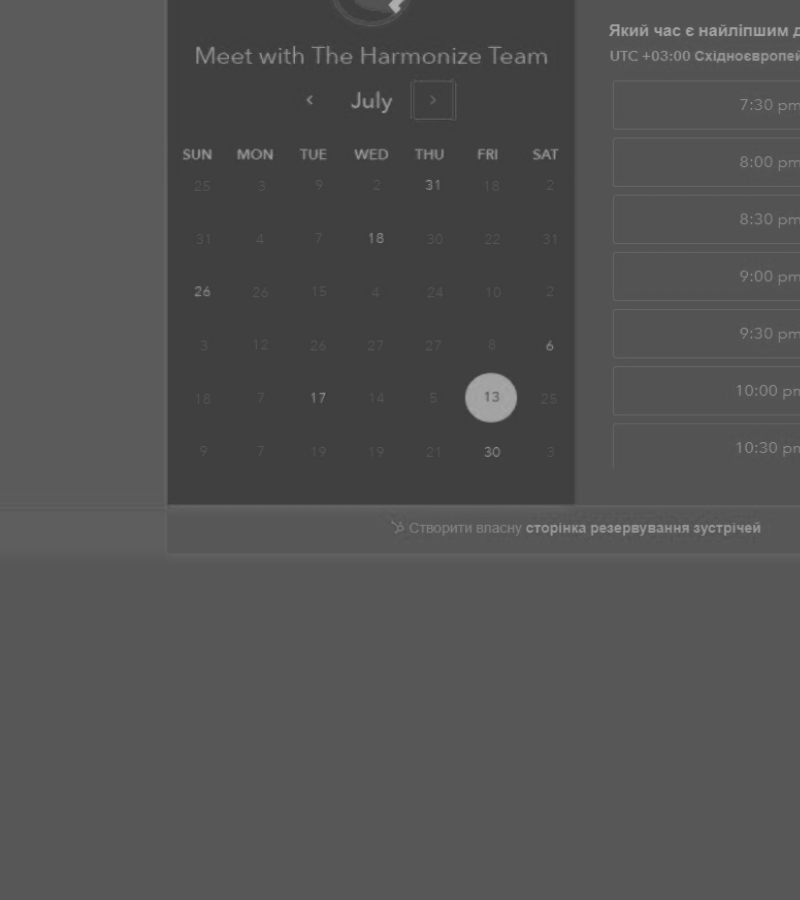 Meet with The Harmonize Team
‹ July ›
SUN MON TUE WED THU FRI SAT
25 3 9 2 31 18 2
31 4 7 18 30 22 31
26 26 15 4 24 10 2
3 12 26 27 27 8 6
18 7 17 14 5 13 25
9 7 19 19 21 30 3
Який час є найліпшим
UTC +03:00 Східноєвропей
7:30 pm
8:00 pm
8:30 pm
9:00 pm
9:30 pm
10:00 pm
10:30 pm
Створити власну сторінка резервування зустрічей